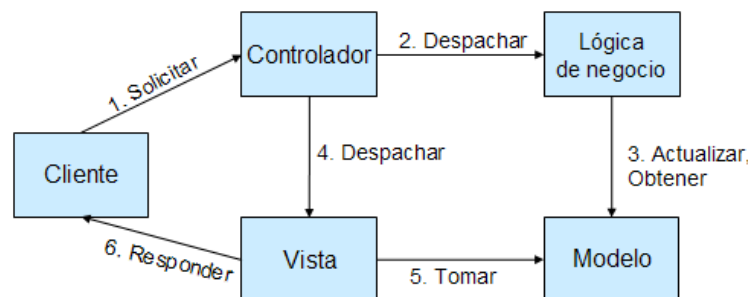 Controlador
2. Despachar
Lógica
de negocio
1. Solicitar
4. Despachar
3. Actualizar,
Obtener
Cliente
6. Responder
Vista
5. Tomar
Modelo